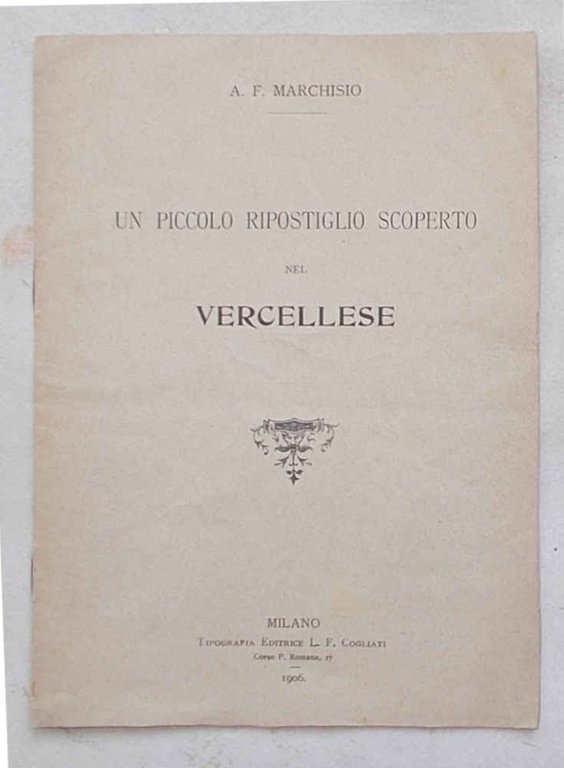 A. F. MARCHISIO
UN PICCOLO RIPOSTIGLIO SCOPERTO
NEL
VERCELLESE
MILANO
TIPOGRAFIA EDITRICE L. F. COGLIATI
Corso P. Romana, 17
1906.